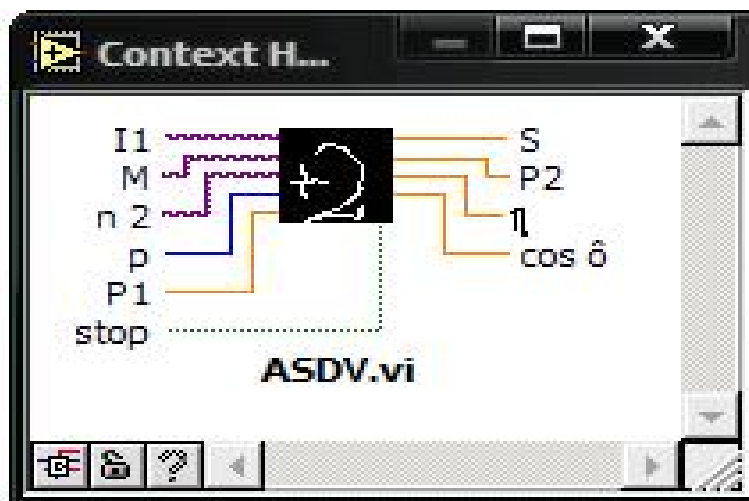 Context H...
I1
M
n 2
p
P1
stop
S
P2
η
cos ô
ASDV.vi
?